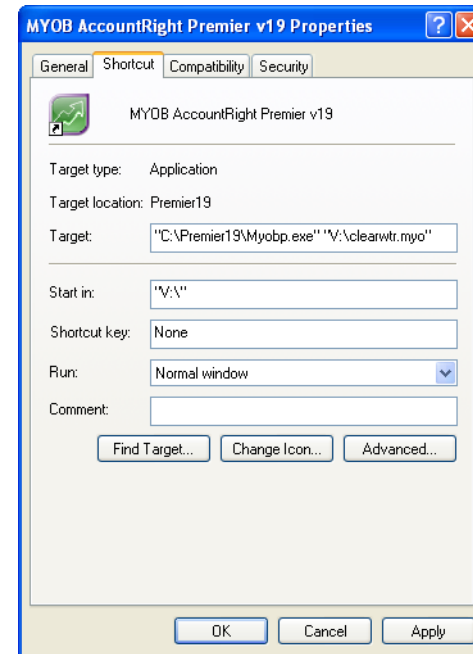 MYOB AccountRight Premier v19 Properties
General Shortcut Compatibility Security
MYOB AccountRight Premier v19
Target type: Application
Target location: Premier19
Target: "C:\Premier19\Myobp.exe" "V:\clearwtr.myo"
Start in: "V:\"
Shortcut key: None
Run: Normal window
Comment:
Find Target... Change Icon... Advanced...
OK Cancel Apply